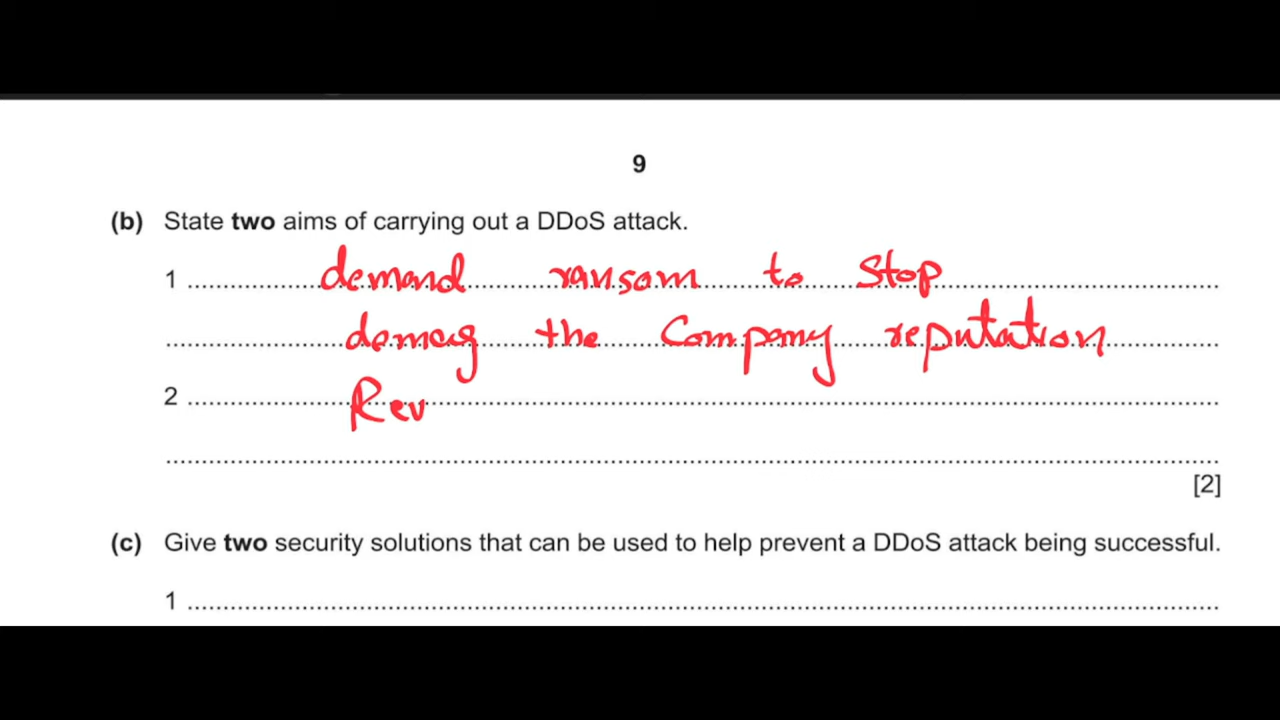 9
(b) State two aims of carrying out a DDoS attack.
1 demand ransom to stop
damag the company reputation
2 Rev
[2]
(c) Give two security solutions that can be used to help prevent a DDoS attack being successful.
1